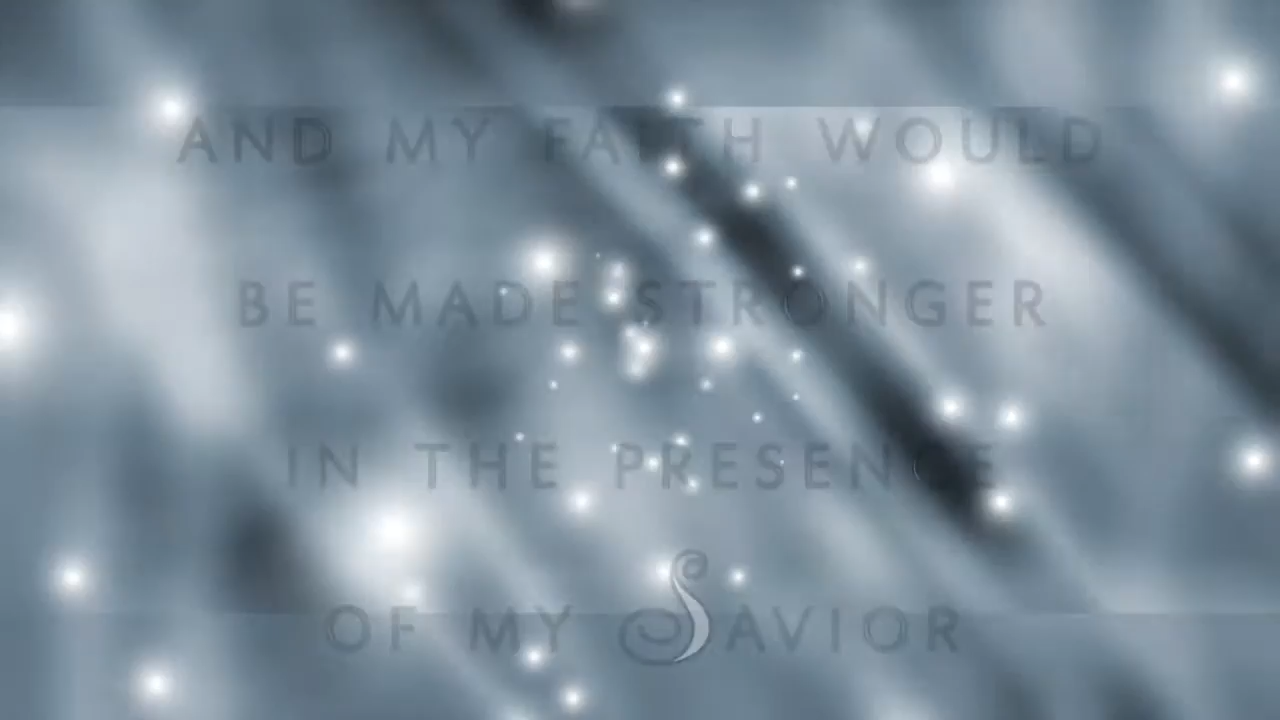 AND MY FAITH WOULD
BE MADE STRONGER
IN THE PRESENCE
OF MY SAVIOR